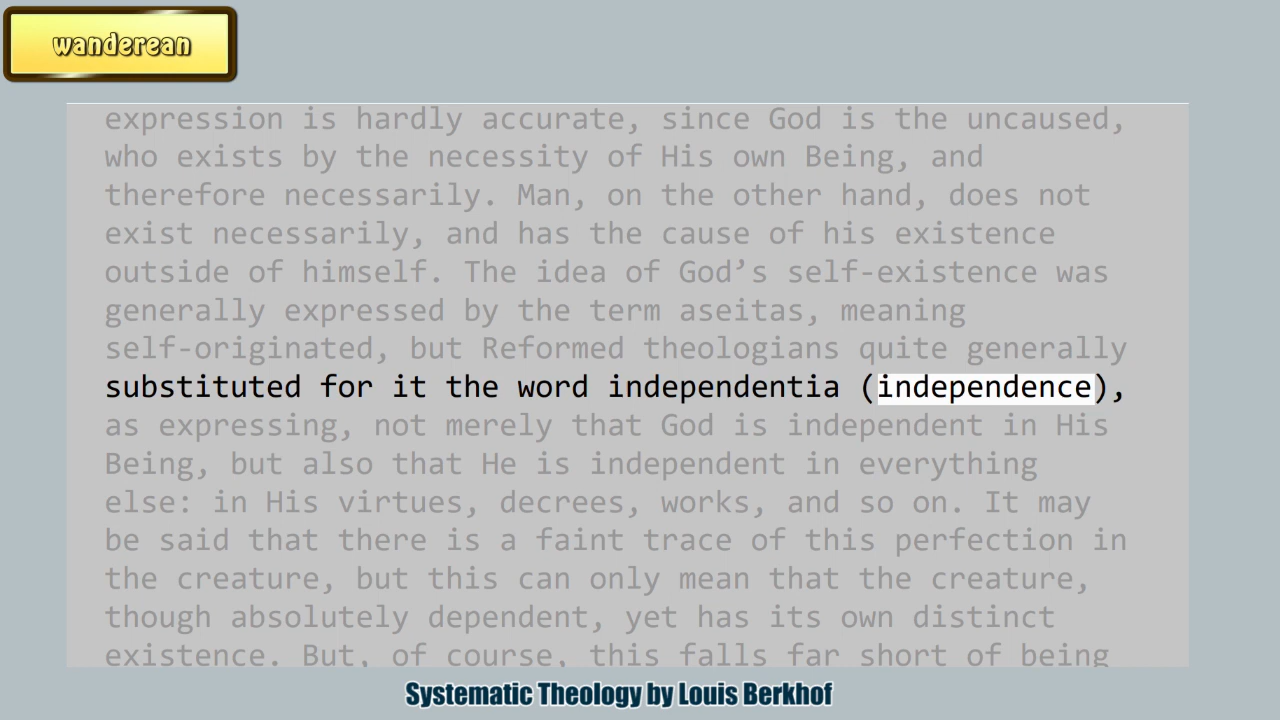 wanderean
expression is hardly accurate, since God is the uncaused,
who exists by the necessity of His own Being, and
therefore necessarily. Man, on the other hand, does not
exist necessarily, and has the cause of his existence
outside of himself. The idea of God’s self-existence was
generally expressed by the term aseitas, meaning
self-originated, but Reformed theologians quite generally
substituted for it the word independentia (independence),
as expressing, not merely that God is independent in His
Being, but also that He is independent in everything
else: in His virtues, decrees, works, and so on. It may
be said that there is a faint trace of this perfection in
the creature, but this can only mean that the creature,
though absolutely dependent, yet has its own distinct
existence. But, of course, this falls far short of being
Systematic Theology by Louis Berkhof